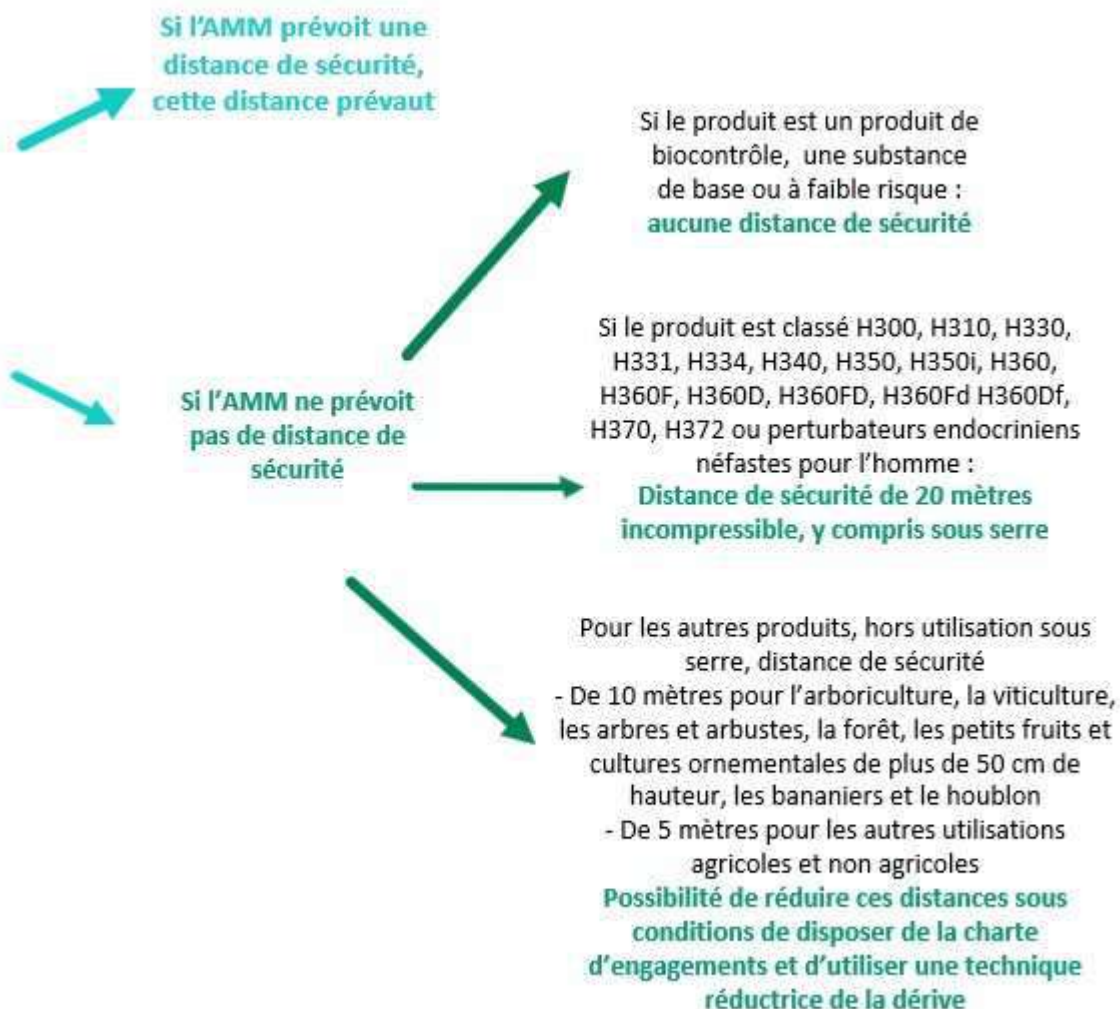 Si l'AMM prévoit une
distance de sécurité,
cette distance prévaut
Si le produit est un produit de
biocontrôle, une substance
de base ou à faible risque :
aucune distance de sécurité
Si l'AMM ne prévoit
pas de distance de
sécurité
Si le produit est classé H300, H310, H330,
H331, H334, H340, H350, H350i, H360,
H360F, H360D, H360FD, H360Fd H360Df,
H370, H372 ou perturbateurs endocriniens
néfastes pour l'homme :
Distance de sécurité de 20 mètres
incompressible, y compris sous serre
Pour les autres produits, hors utilisation sous
serre, distance de sécurité
- De 10 mètres pour l'arboriculture, la viticulture,
les arbres et arbustes, la forêt, les petits fruits et
cultures ornementales de plus de 50 cm de
hauteur, les bananiers et le houblon
- De 5 mètres pour les autres utilisations
agricoles et non agricoles
Possibilité de réduire ces distances sous
conditions de disposer de la charte
d'engagements et d'utiliser une technique
réductrice de la dérive